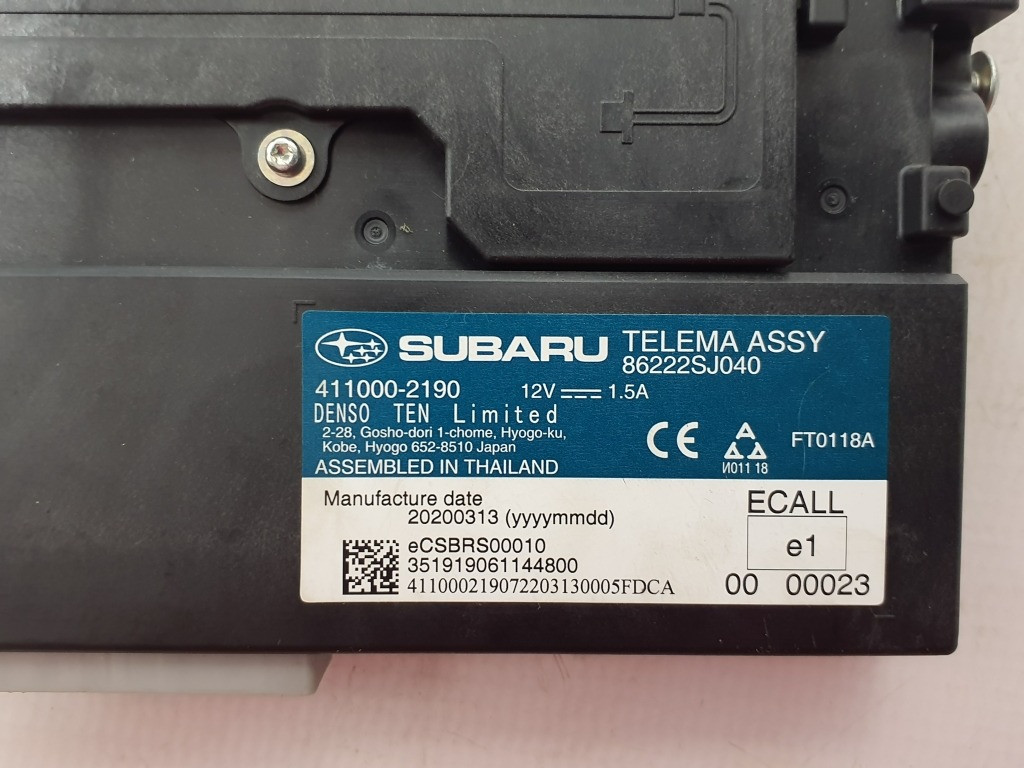 SUBARU TELEMA ASSY
86222SJ040
411000-2190 12V 1.5A
DENSO TEN Limited
2-28, Gosho-dori 1-chome, Hyogo-ku,
Kobe, Hyogo 652-8510 Japan
ASSEMBLED IN THAILAND
CE
И011 18
FT0118A
Manufacture date
20200313 (yyyymmdd)
eCSBRS00010
351919061144800
411000219072203130005FDCA
ECALL
e1
00 00023